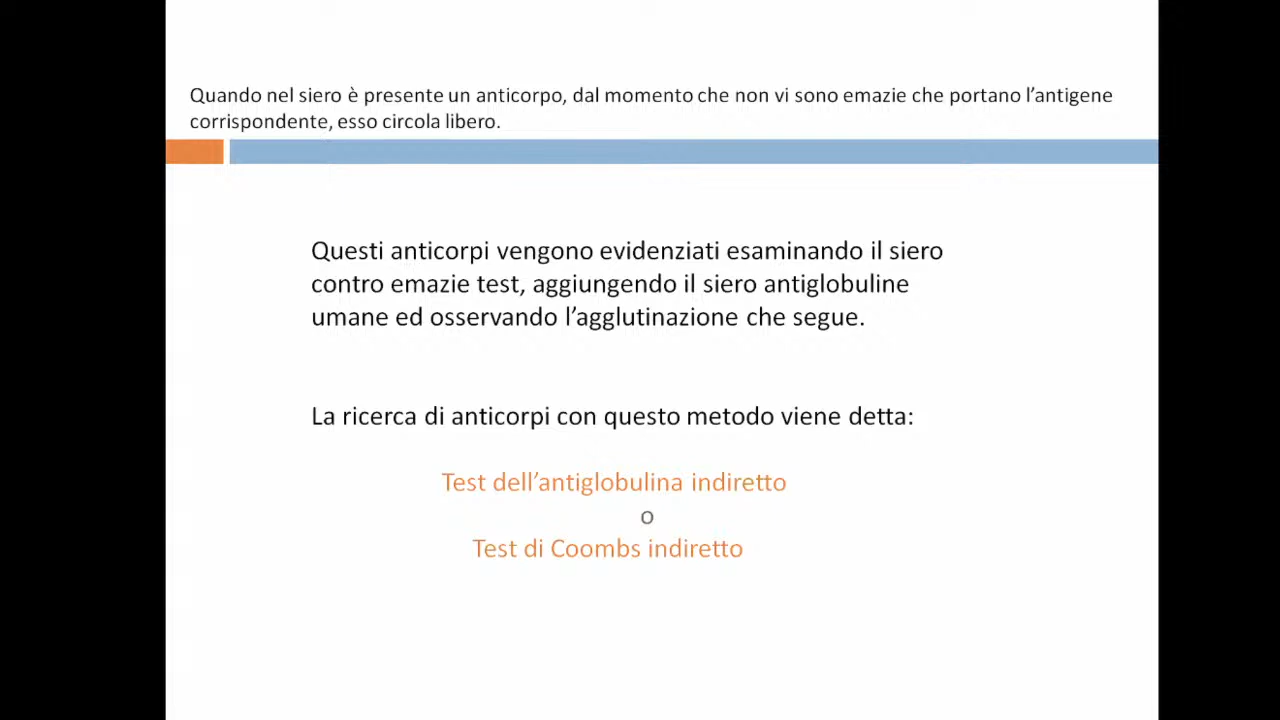 Quando nel siero è presente un anticorpo, dal momento che non vi sono emazie che portano l’antigene
corrispondente, esso circola libero.
Questi anticorpi vengono evidenziati esaminando il siero
contro emazie test, aggiungendo il siero antiglobuline
umane ed osservando l’agglutinazione che segue.
La ricerca di anticorpi con questo metodo viene detta:
Test dell’antiglobulina indiretto
o
Test di Coombs indiretto